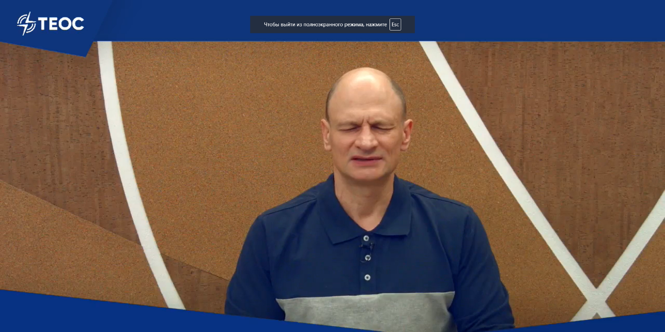 ТЕОС
Чтобы выйти из полноэкранного режима, нажмите Esc